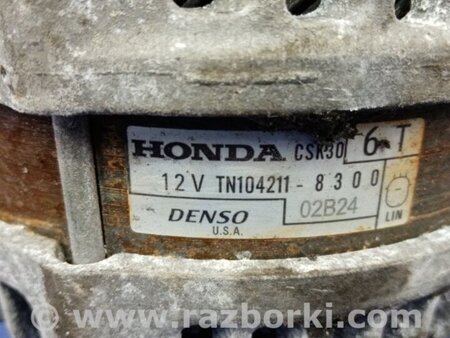 HONDA CSK30 6 T
12V TN104211-8300
DENSO 02B24
U.S.A. LIN
www.razborki.com